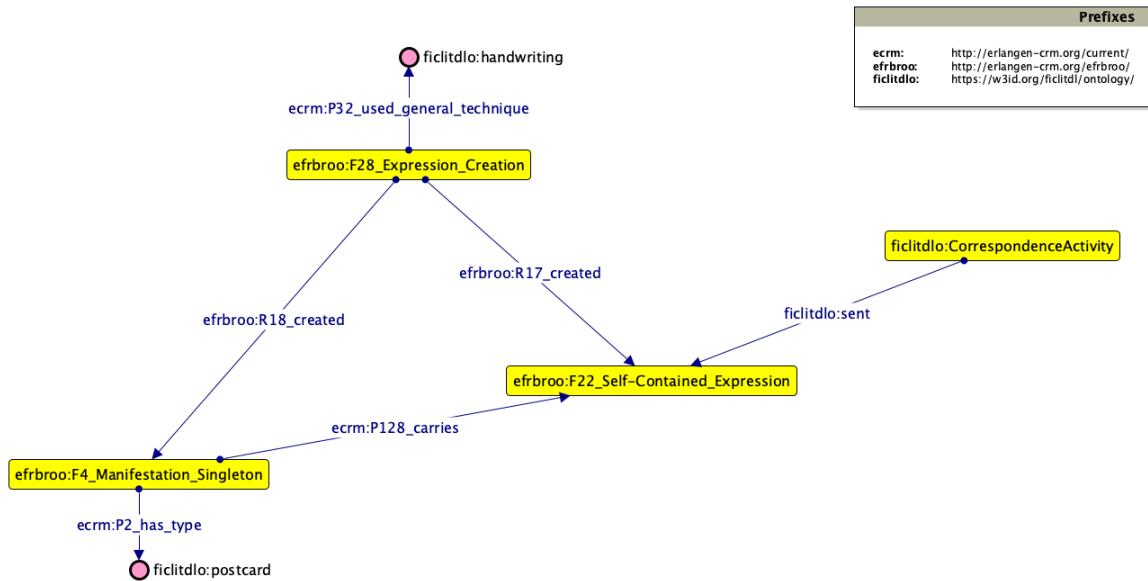 Prefixes
ecrm: http://erlangen-crm.org/current/
efrbroo: http://erlangen-crm.org/efrbroo/
ficlitdlo: https://w3id.org/ficlitdl/ontology/
ficlitdlo:handwriting
ecrm:P32_used_general_technique
efrbroo:F28_Expression_Creation
ficlitdlo:CorrespondenceActivity
efrbroo:R17_created
ficlitdlo:sent
efrbroo:R18_created
efrbroo:F22_Self-Contained_Expression
ecrm:P128_carries
efrbroo:F4_Manifestation_Singleton
ecrm:P2_has_type
ficlitdlo:postcard